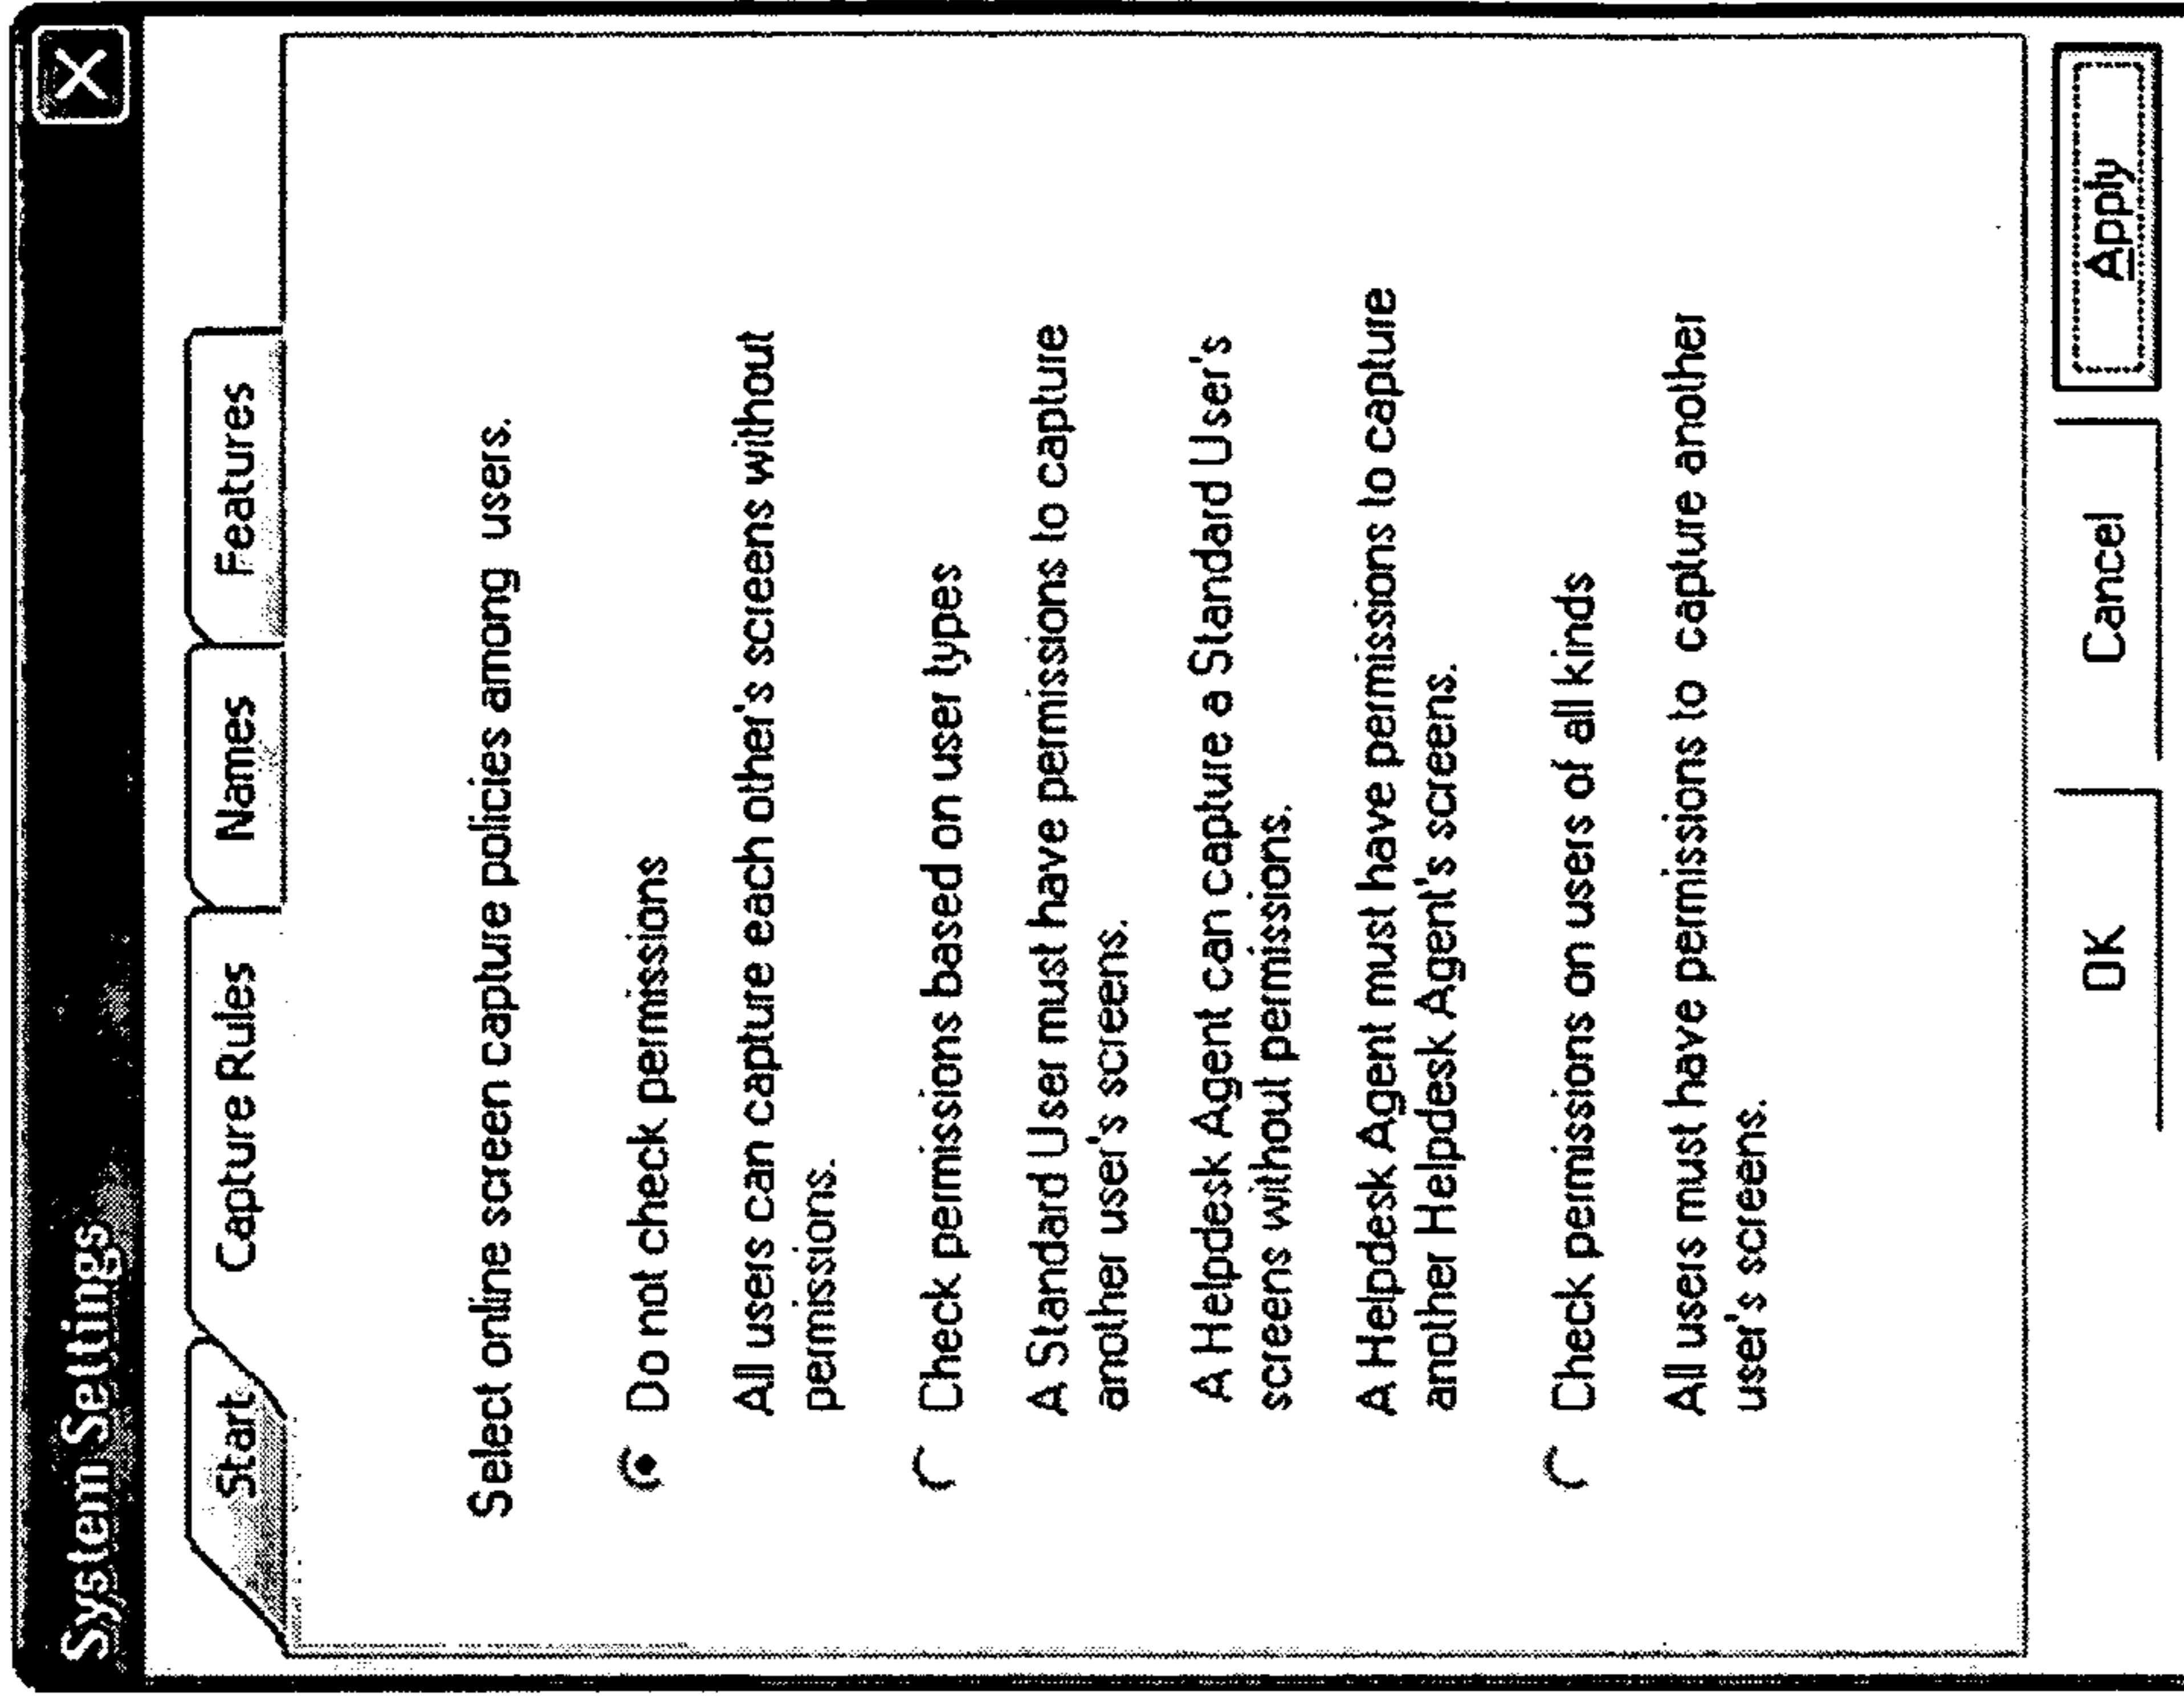 System Settings
X
Start Capture Rules Names Features
Select online screen capture policies among users.
Do not check permissions
All users can capture each other's screens without
permissions.
Check permissions based on user types
A Standard User must have permissions to capture
another user's screens.
A Helpdesk Agent can capture a Standard User's
screens without permissions.
A Helpdesk Agent must have permissions to capture
another Helpdesk Agent's screens.
Check permissions on users of all kinds
All users must have permissions to capture another
user's screens.
OK Cancel Apply